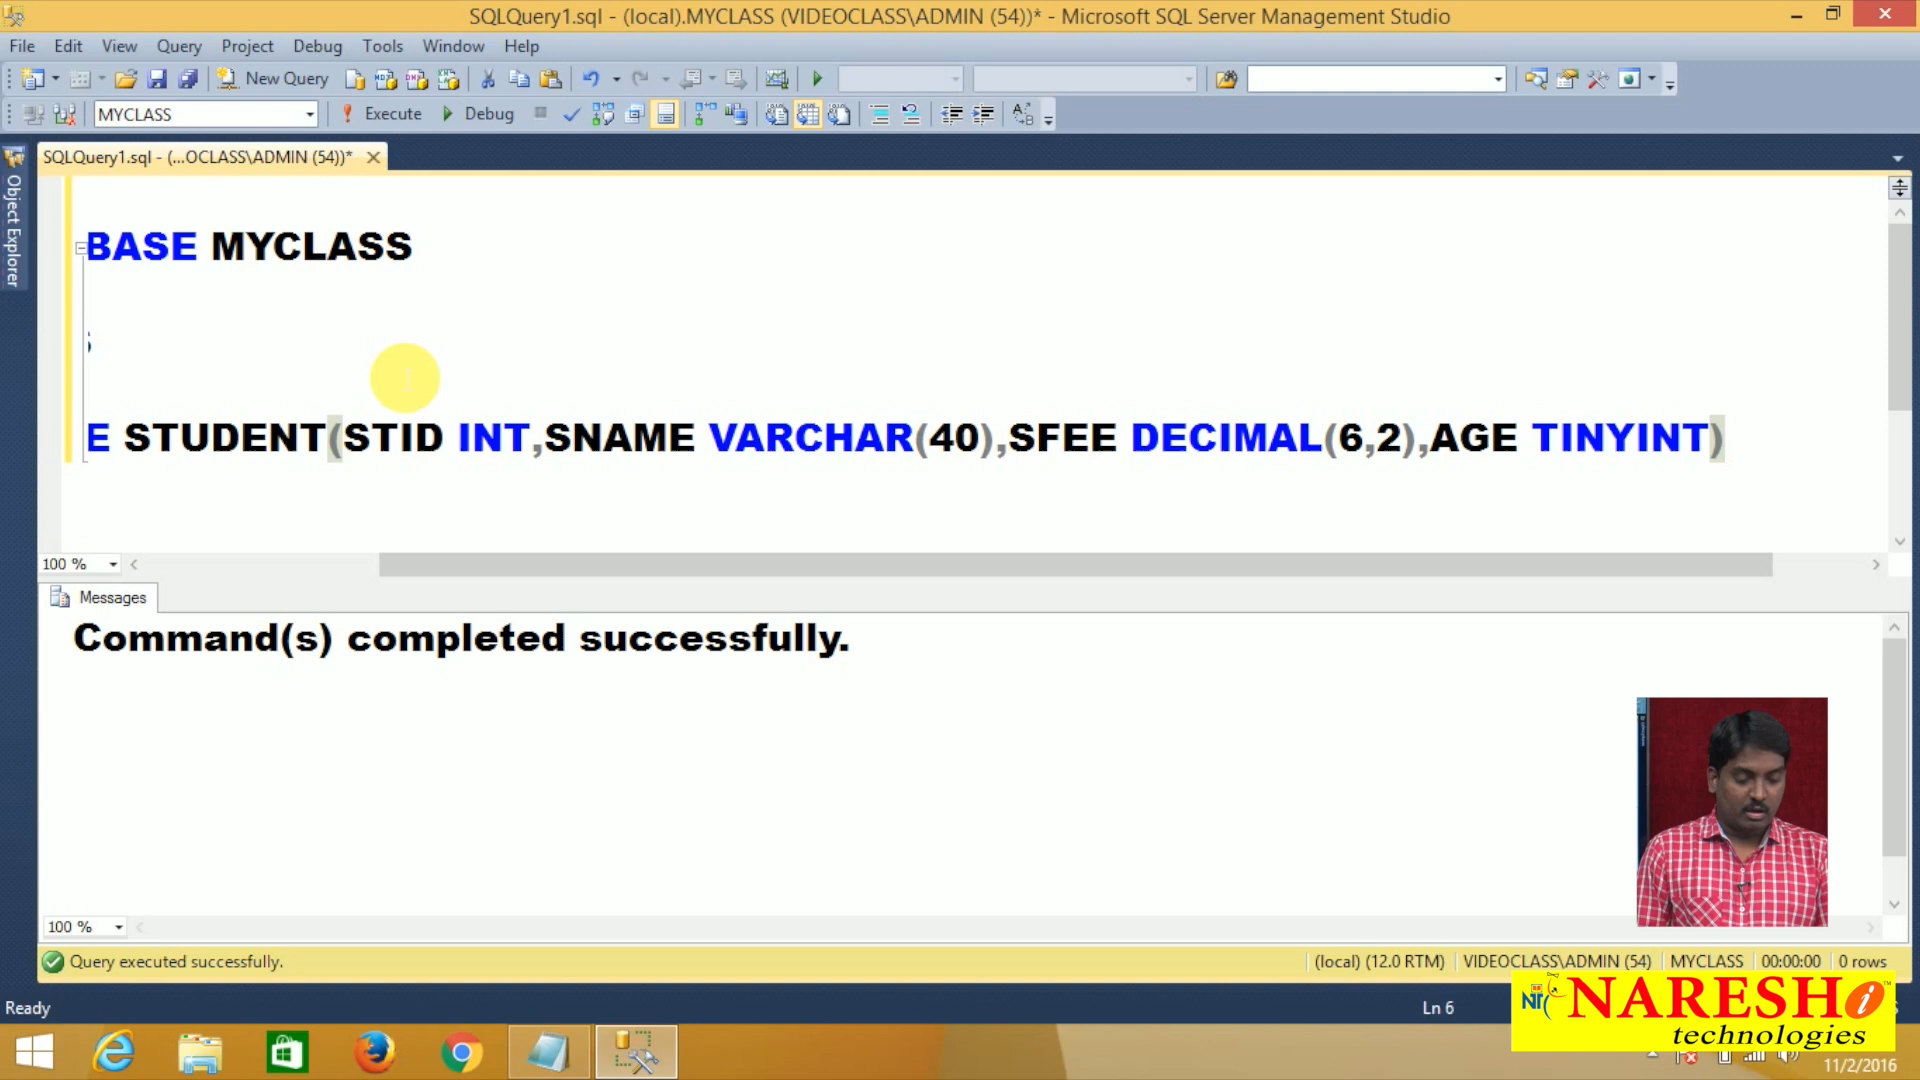 SQLQuery1.sql - (local).MYCLASS (VIDEOCLASS\ADMIN (54))* - Microsoft SQL Server Management Studio
File Edit View Query Project Debug Tools Window Help
New Query
MYCLASS Execute Debug
SQLQuery1.sql - (...OCLASS\ADMIN (54))*
Object Explorer
BASE MYCLASS
S
E STUDENT(STID INT,SNAME VARCHAR(40),SFEE DECIMAL(6,2),AGE TINYINT)
100 %
Messages
Command(s) completed successfully.
100 %
Query executed successfully. (local) (12.0 RTM) VIDEOCLASS\ADMIN (54) MYCLASS 00:00:00 0 rows
Ready Ln 6
NARESH i
technologies
11/2/2016